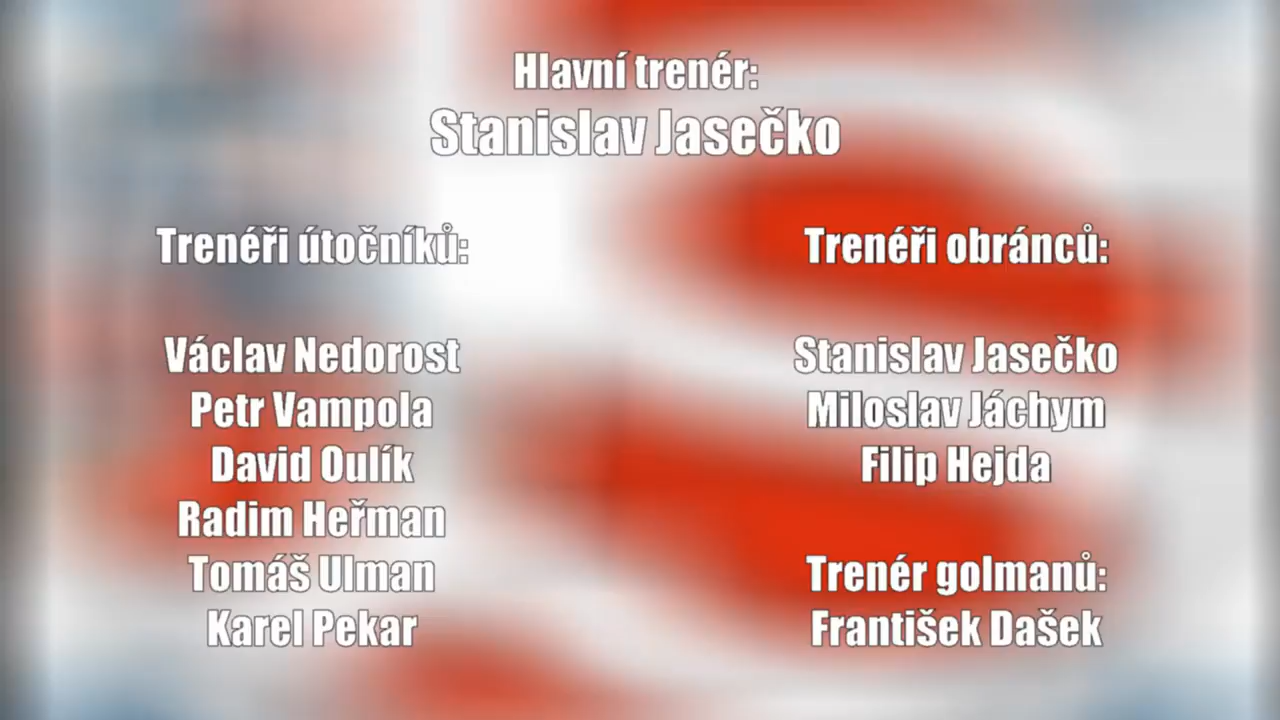 Hlavní trenér:
Stanislav Jasečko
Trenéři útočníků:
Václav Nedorost
Petr Vampola
David Oulík
Radim Heřman
Tomáš Ulman
Karel Pekar
Trenéři obránců:
Stanislav Jasečko
Miloslav Jáchym
Filip Hejda
Trenér golmanů:
František Dašek